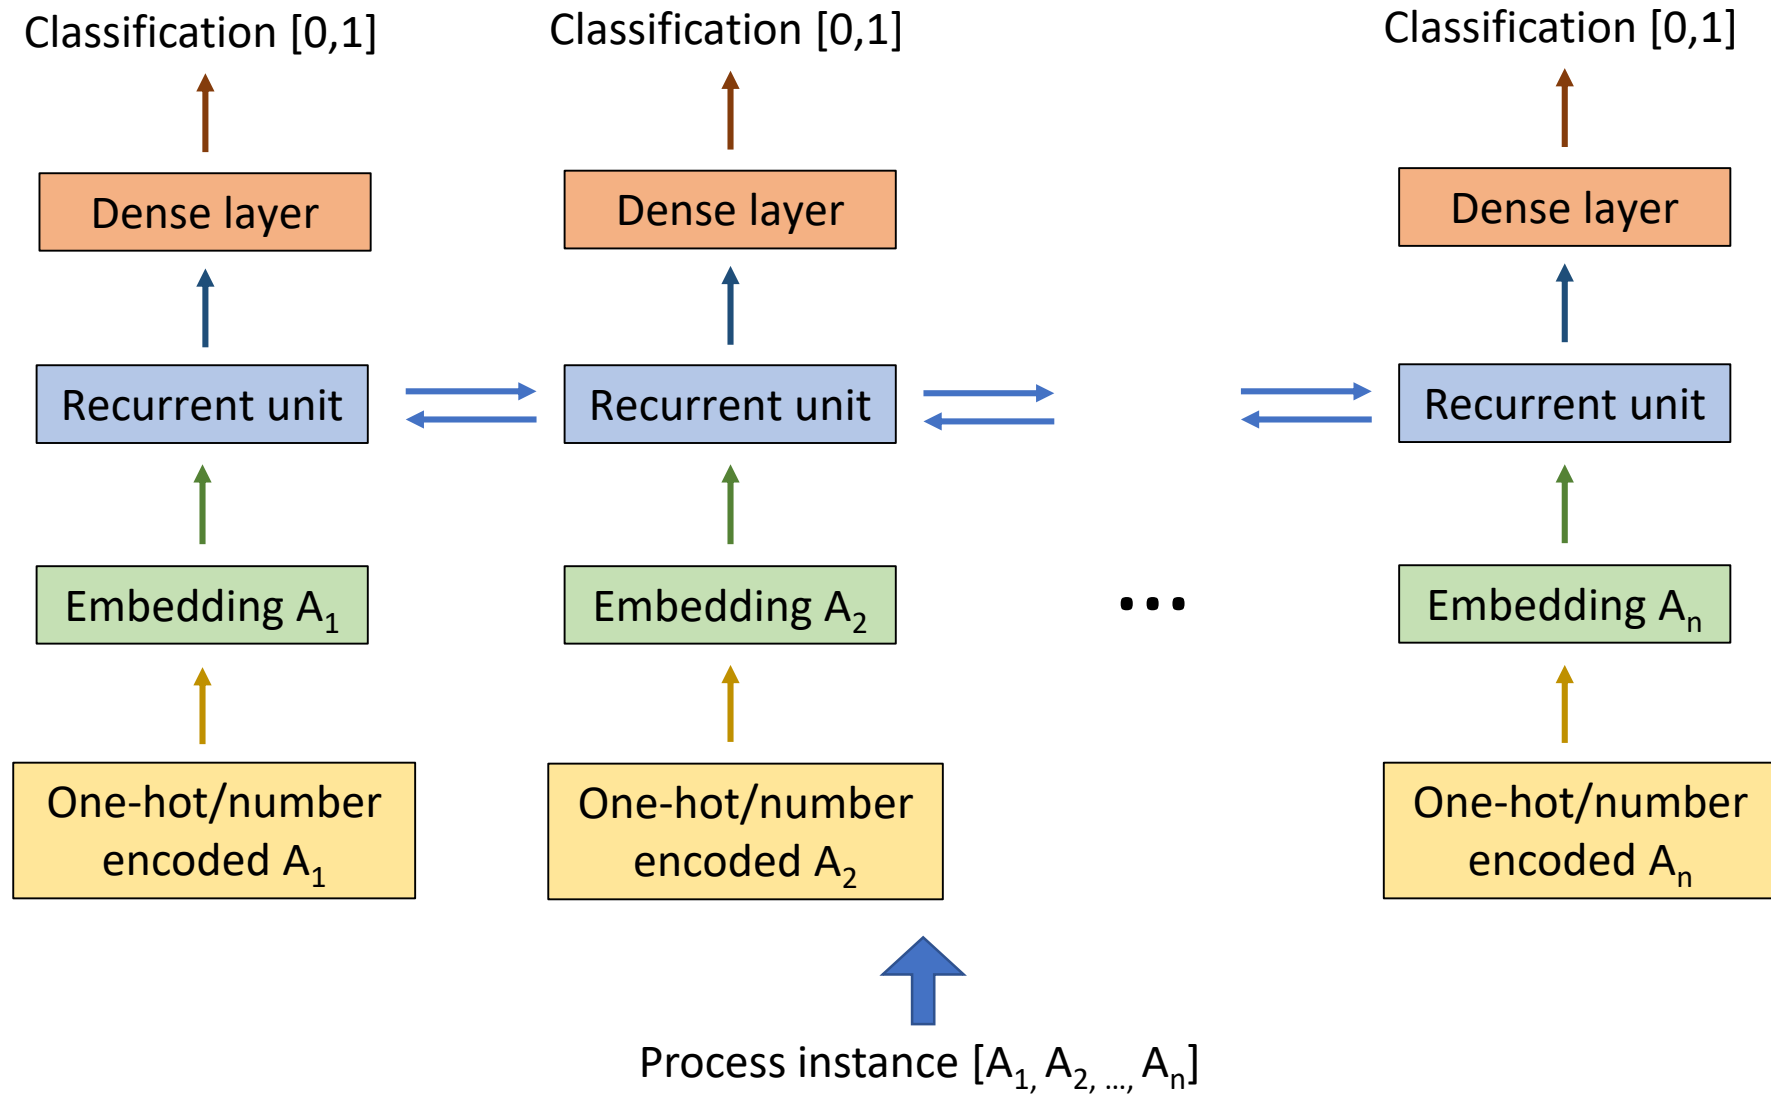 Classification [0,1]
Classification [0,1]
Classification [0,1]
Dense layer
Dense layer
Dense layer
Recurrent unit
Recurrent unit
Recurrent unit
Embedding A₁
Embedding A₂
...
Embedding Aₙ
One-hot/number
encoded A₁
One-hot/number
encoded A₂
One-hot/number
encoded Aₙ
Process instance [A₁, A₂, ..., Aₙ]